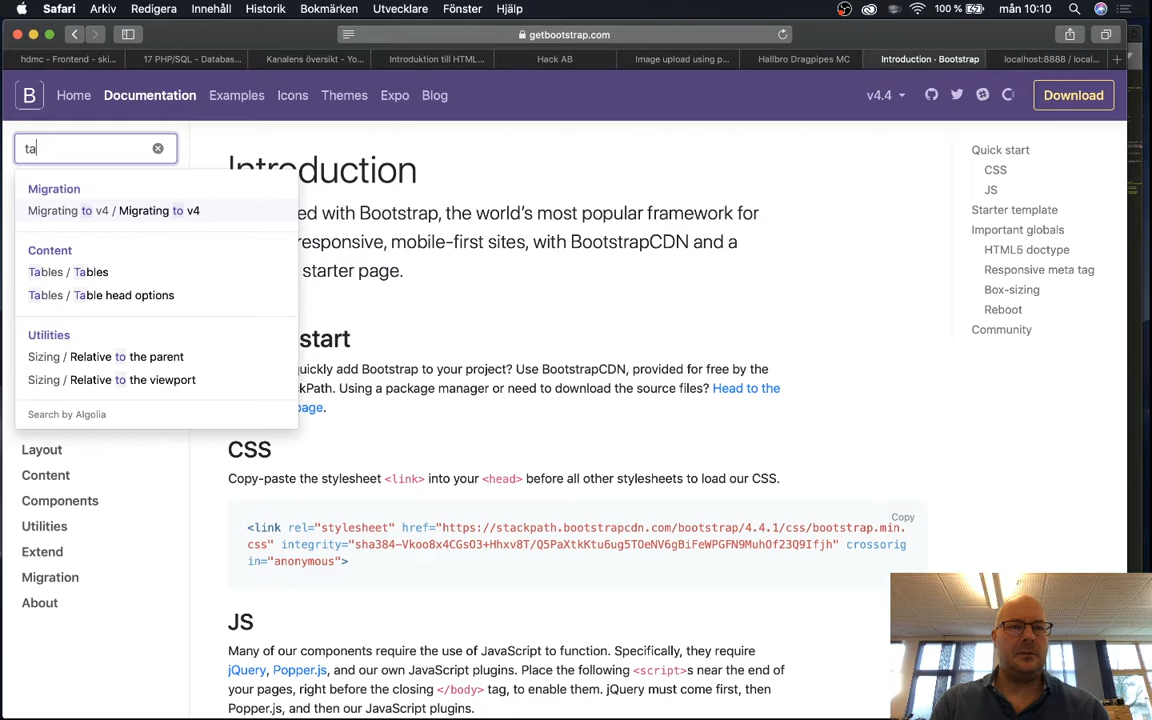 Safari Arkiv Redigera Innehåll Historik Bokmärken Utvecklare Fönster Hjälp 100 % mån 10:10
getbootstrap.com
hdmc - Frontend - ski... 17 PHP/SQL - Databas... Kanalens översikt - Yo... Introduktion till HTML... Hack AB Image upload using p... Hallbro Dragpipes MC Introduction · Bootstrap localhost:8888 / local...
B Home Documentation Examples Icons Themes Expo Blog v4.4 Download
ta
Migration
Migrating to v4 / Migrating to v4
Content
Tables / Tables
Tables / Table head options
Utilities
Sizing / Relative to the parent
Sizing / Relative to the viewport
Search by Algolia
Layout
Content
Components
Utilities
Extend
Migration
About
Introduction
ed with Bootstrap, the world's most popular framework for
responsive, mobile-first sites, with BootstrapCDN and a
starter page.
start
quickly add Bootstrap to your project? Use BootstrapCDN, provided for free by the
ckPath. Using a package manager or need to download the source files? Head to the
page.
CSS
Copy-paste the stylesheet <link> into your <head> before all other stylesheets to load our CSS.
Copy
<link rel="stylesheet" href="https://stackpath.bootstrapcdn.com/bootstrap/4.4.1/css/bootstrap.min.
css" integrity="sha384-Vkoo8x4CGsO3+Hhxv8T/Q5PaXtkKtu6ug5TOeNV6gBiFeWPGFN9MuhOf23Q9Ifjh" crossorig
in="anonymous">
JS
Many of our components require the use of JavaScript to function. Specifically, they require
jQuery, Popper.js, and our own JavaScript plugins. Place the following <script>s near the end of
your pages, right before the closing </body> tag, to enable them. jQuery must come first, then
Popper.js, and then our JavaScript plugins.
Quick start
CSS
JS
Starter template
Important globals
HTML5 doctype
Responsive meta tag
Box-sizing
Reboot
Community